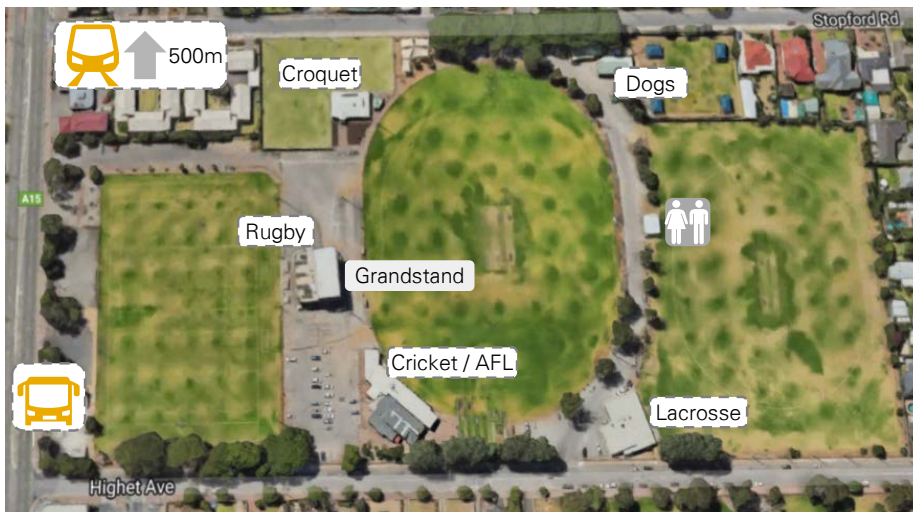 Stopford Rd
500m
Croquet
Dogs
A15
Rugby
Grandstand
Cricket / AFL
Lacrosse
Highet Ave